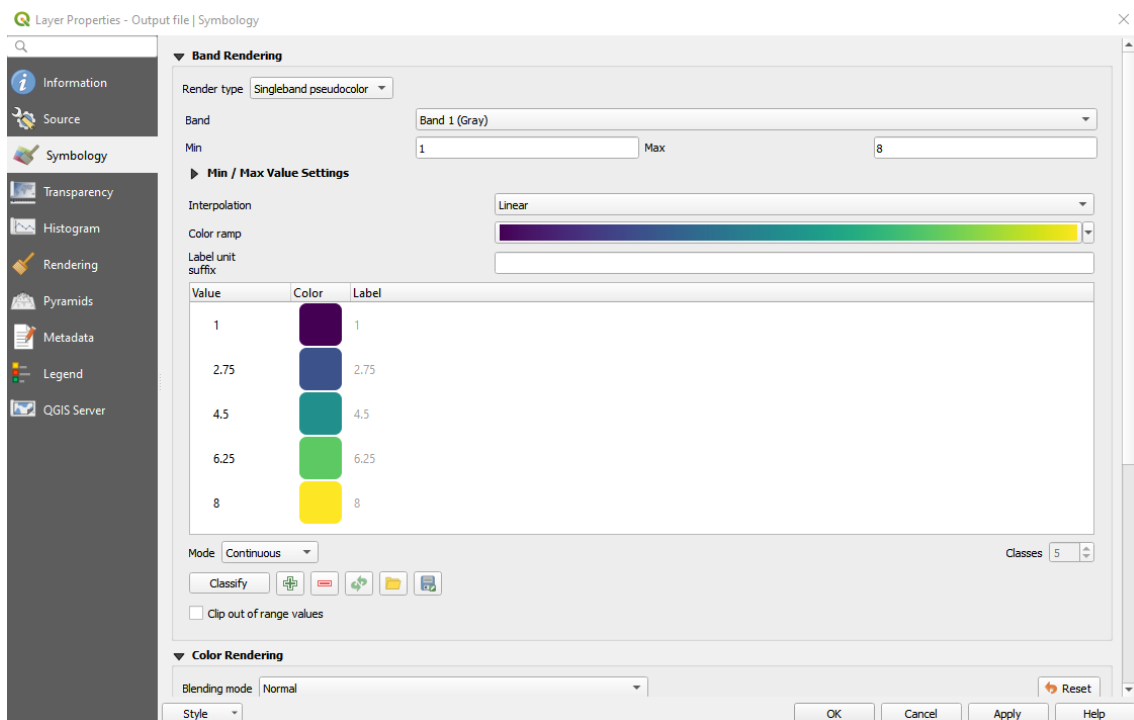 Layer Properties - Output file | Symbology
Information
Source
Symbology
Transparency
Histogram
Rendering
Pyramids
Metadata
Legend
QGIS Server
Band Rendering
Render type Singleband pseudocolor
Band Band 1 (Gray)
Min 1 Max 8
Min / Max Value Settings
Interpolation Linear
Color ramp
Label unit
suffix
Value Color Label
1 1
2.75 2.75
4.5 4.5
6.25 6.25
8 8
Mode Continuous Classes 5
Classify
Clip out of range values
Color Rendering
Blending mode Normal Reset
Style OK Cancel Apply Help